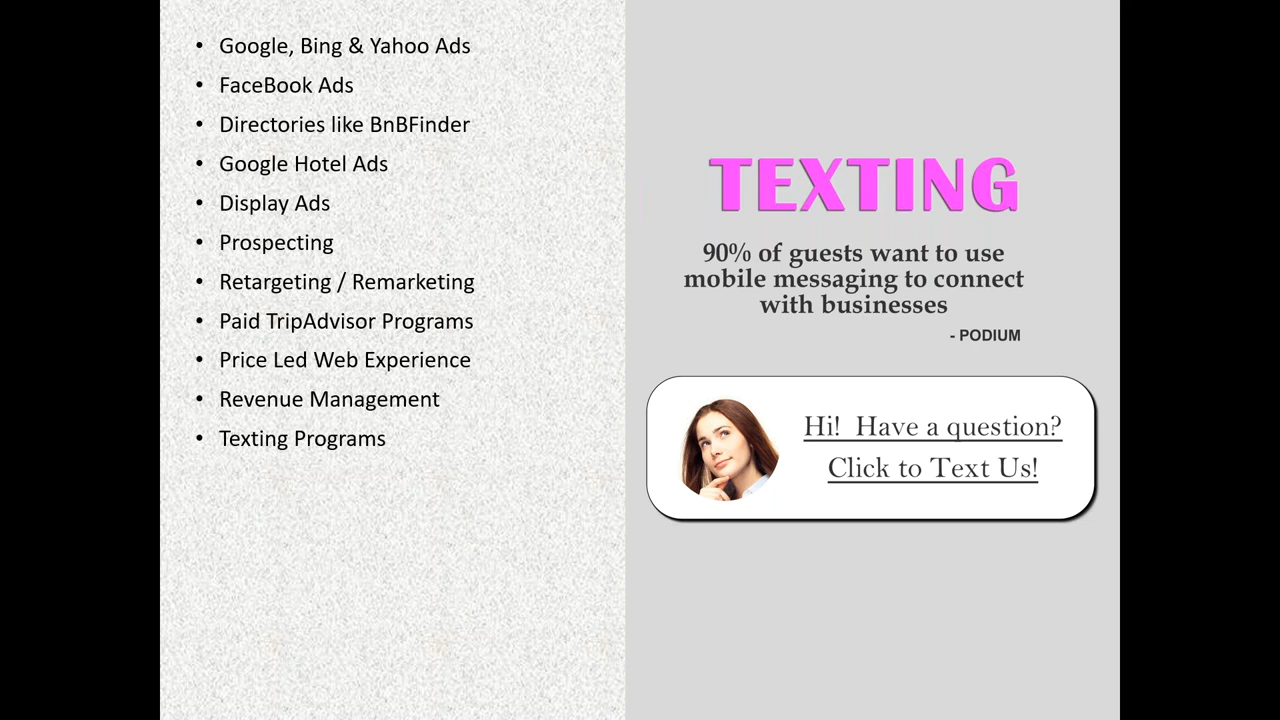 • Google, Bing & Yahoo Ads
• FaceBook Ads
• Directories like BnBFinder
• Google Hotel Ads
• Display Ads
• Prospecting
• Retargeting / Remarketing
• Paid TripAdvisor Programs
• Price Led Web Experience
• Revenue Management
• Texting Programs
TEXTING
90% of guests want to use
mobile messaging to connect
with businesses
- PODIUM
Hi!  Have a question?
Click to Text Us!